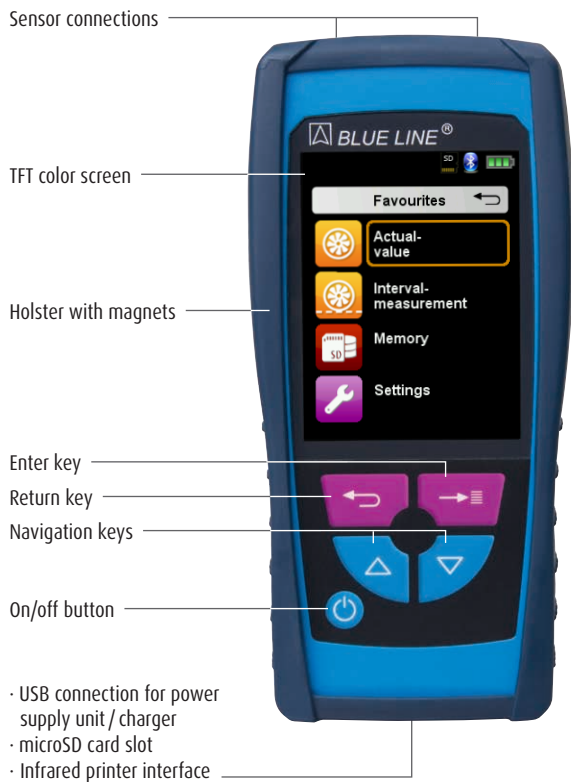 Sensor connections
BLUE LINE®
SD
TFT color screen
Favourites
Actual-
value
Interval-
measurement
Holster with magnets
Memory
SD
Settings
Enter key
Return key
Navigation keys
On/off button
· USB connection for power
supply unit / charger
· microSD card slot
· Infrared printer interface